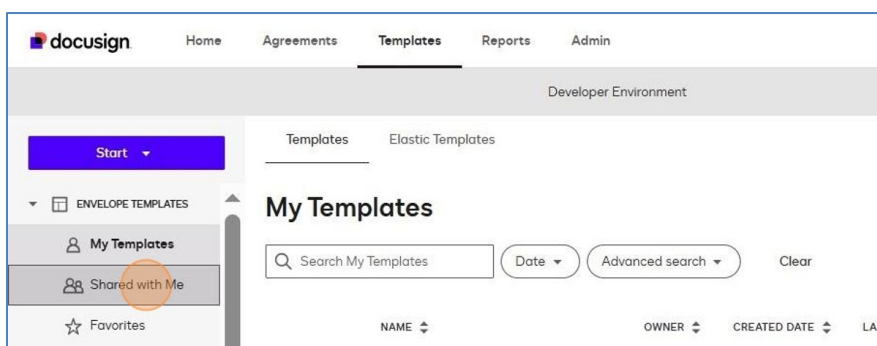 docusign Home Agreements Templates Reports Admin
Developer Environment
Start
Templates Elastic Templates
ENVELOPE TEMPLATES
My Templates
My Templates
Search My Templates Date Advanced search Clear
Shared with Me
Favorites
NAME OWNER CREATED DATE LA